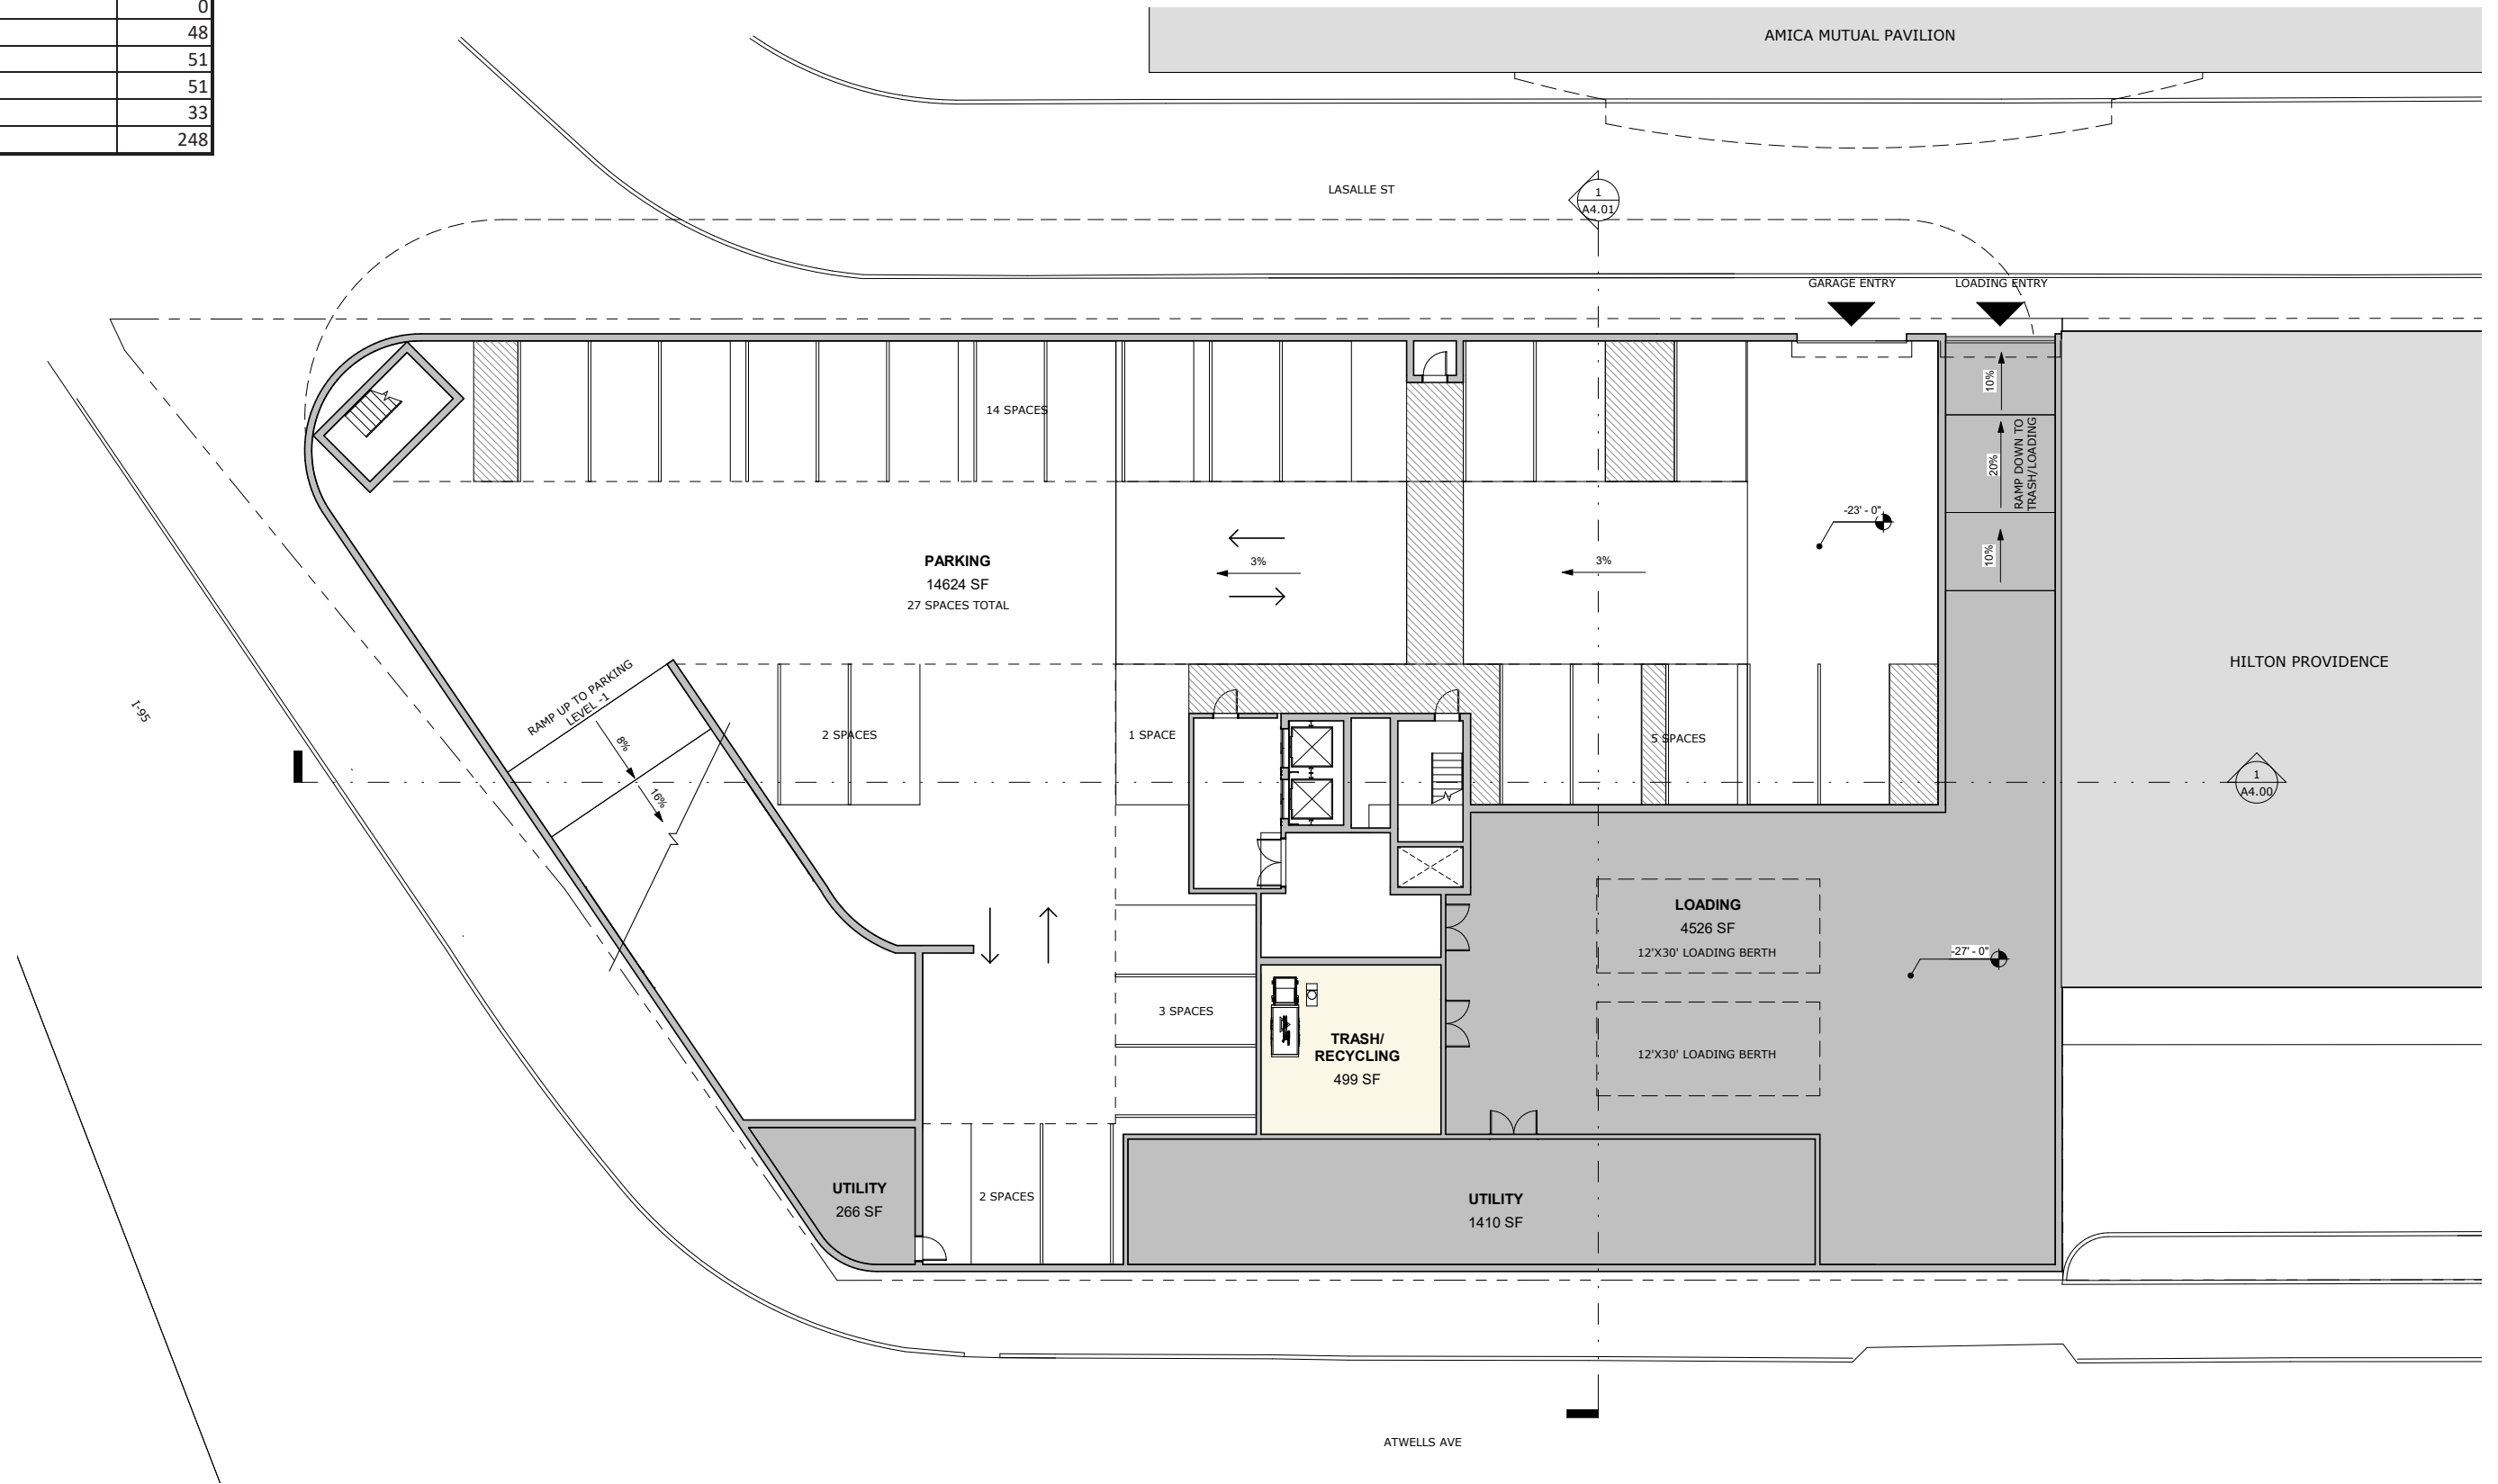 0
48
51
51
33
248
AMICA MUTUAL PAVILION
LASALLE ST
1
A4.01
GARAGE ENTRY
LOADING ENTRY
10%
14 SPACES
RAMP DOWN TO
TRASH/LOADING
20%
-23' - 0"
PARKING
14624 SF
27 SPACES TOTAL
3%
3%
10%
HILTON PROVIDENCE
RAMP UP TO PARKING
LEVEL -1
I-95
8%
2 SPACES
1 SPACE
5 SPACES
16%
1
A4.00
LOADING
4526 SF
12'X30' LOADING BERTH
-27' - 0"
3 SPACES
TRASH/
RECYCLING
499 SF
12'X30' LOADING BERTH
UTILITY
266 SF
2 SPACES
UTILITY
1410 SF
ATWELLS AVE